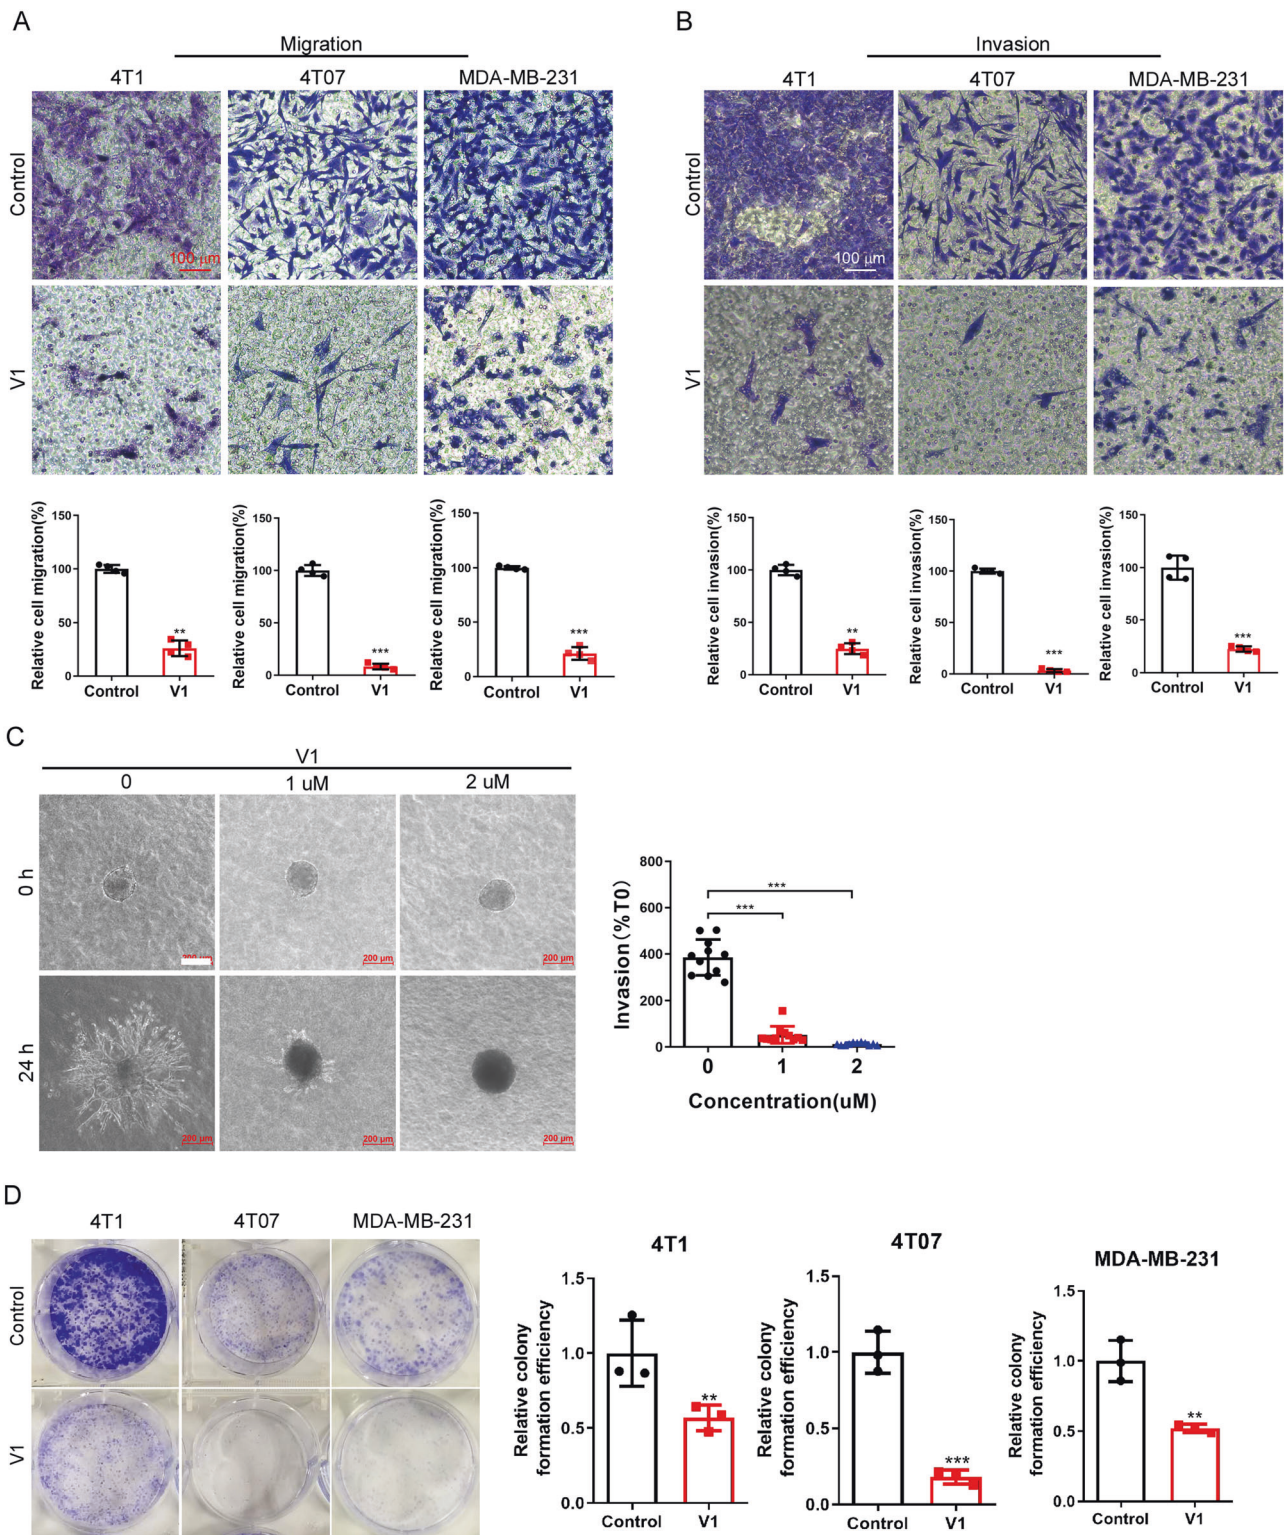 A
Migration
4T1 4T07 MDA-MB-231
Control
100 μm
V1
Relative cell migration(%)
150
100
50
0
Control V1
**
Relative cell migration(%)
150
100
50
0
Control V1
***
Relative cell migration(%)
150
100
50
0
Control V1
***
B
Invasion
4T1 4T07 MDA-MB-231
Control
100 μm
V1
Relative cell invasion(%)
150
100
50
0
Control V1
**
Relative cell invasion(%)
150
100
50
0
Control V1
***
Relative cell invasion(%)
150
100
50
0
Control V1
***
C
V1
0 1 uM 2 uM
0 h
200 μm 200 μm 200 μm
24 h
200 μm 200 μm 200 μm
Invasion(%T0)
800
600
400
200
0
***
***
0 1 2
Concentration(uM)
D
4T1 4T07 MDA-MB-231
Control
V1
4T1
Relative colony
formation efficiency
1.5
1.0
0.5
0.0
**
Control V1
4T07
Relative colony
formation efficiency
1.5
1.0
0.5
0.0
***
Control V1
MDA-MB-231
Relative colony
formation efficiency
1.5
1.0
0.5
0.0
**
Control V1